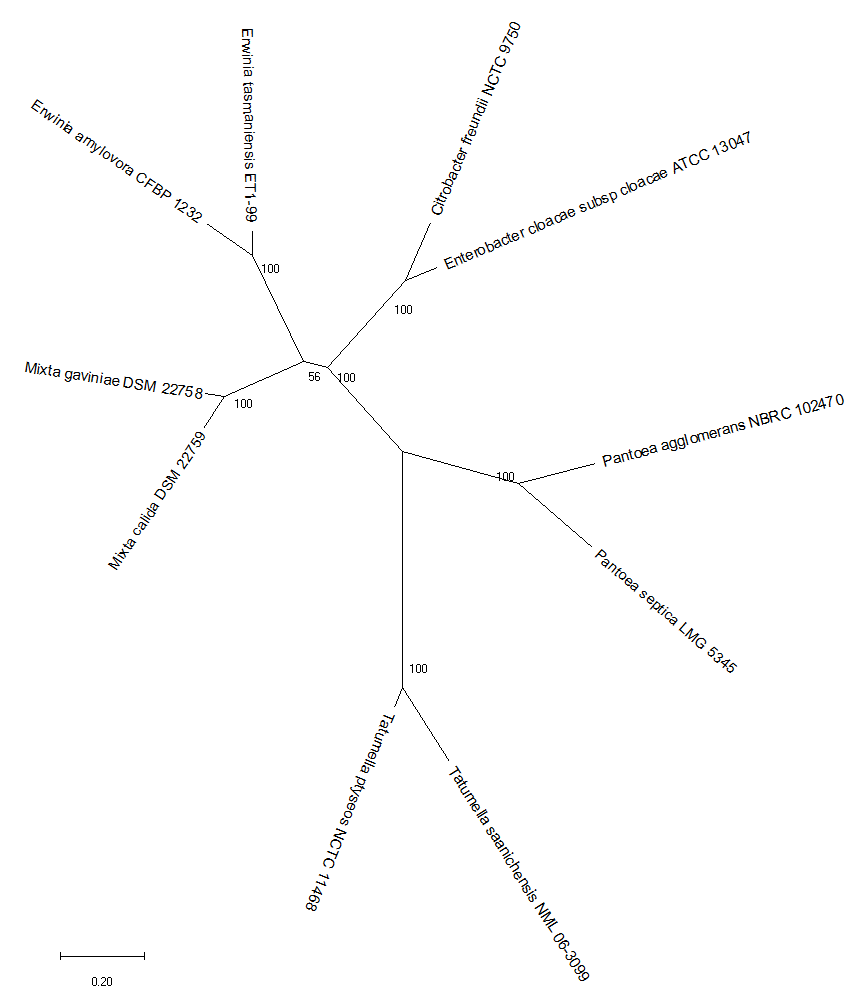 Erwinia tasmaniensis ET1-99
Citrobacter freundii NCTC 9750
Erwinia amylovora CFBP 1232
Enterobacter cloacae subsp cloacae ATCC 13047
100
100
Mixta gaviniae DSM 22758
56
100
100
Pantoea agglomerans NBRC 102470
Mixta calida DSM 22759
100
Pantoea septica LMG 5345
100
Tatumella ptyseos NCTC 11468
Tatumella saanichensis NML 06-3099
0.20